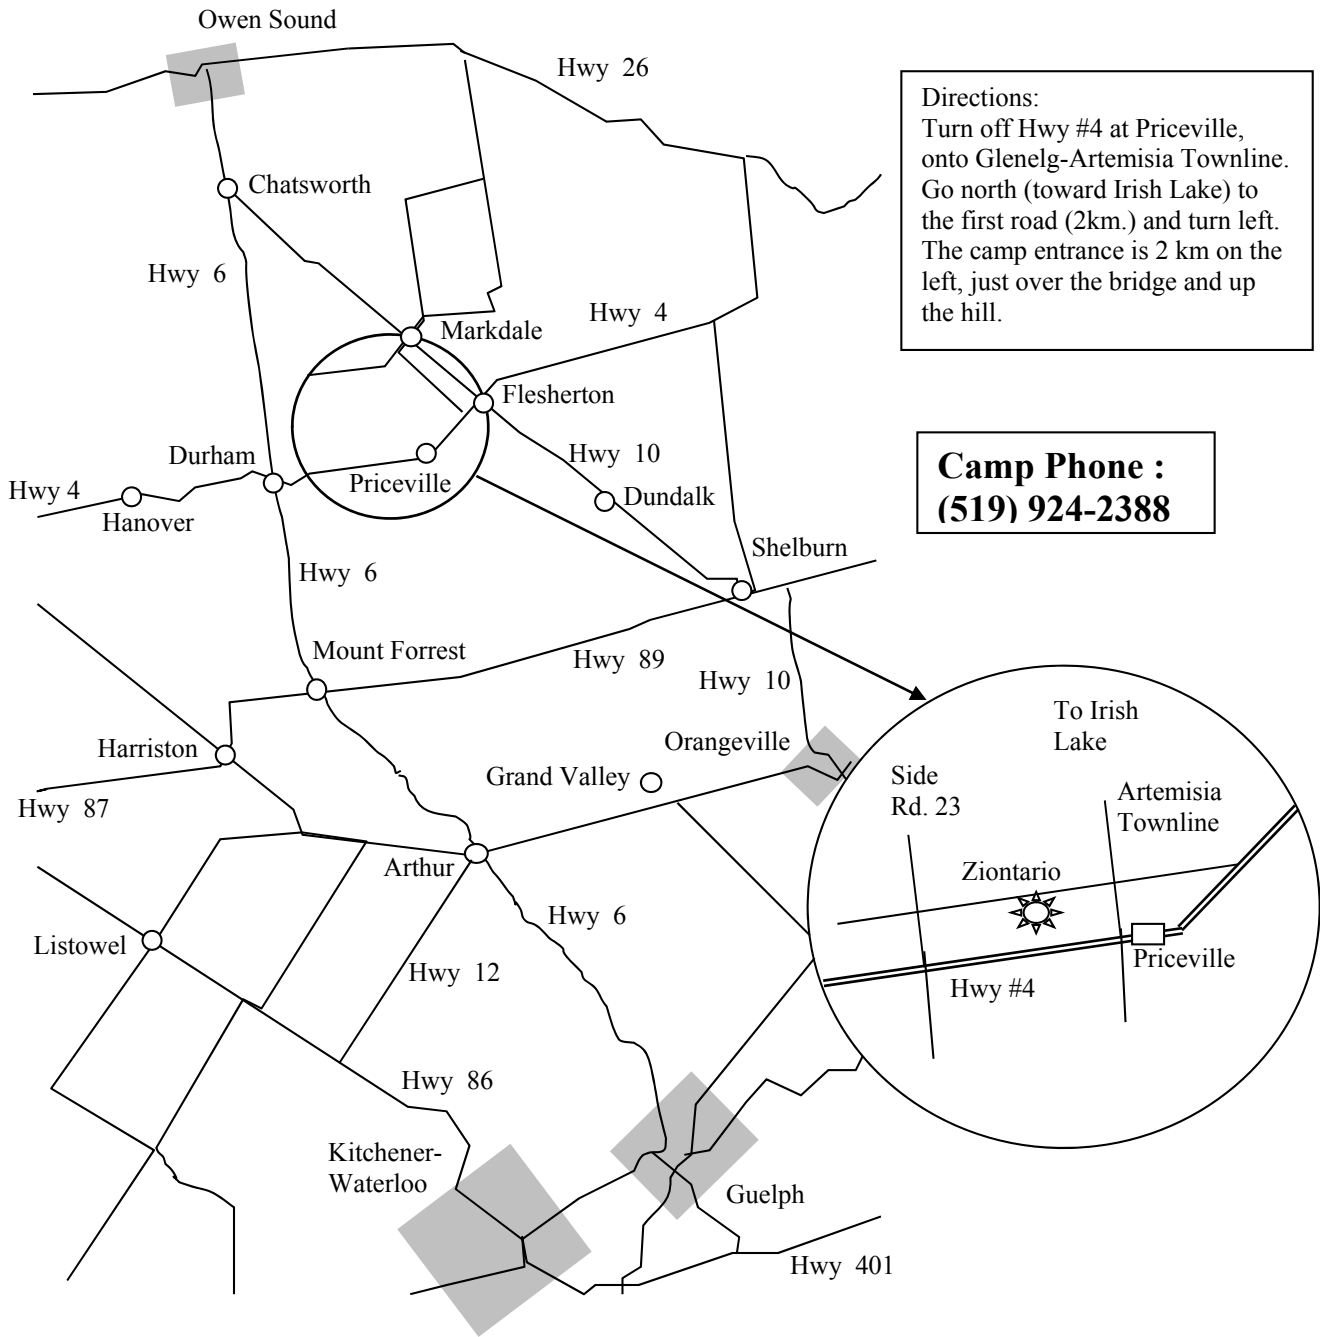 Owen Sound
Hwy 26
Directions:
Turn off Hwy #4 at Priceville,
onto Glenelg-Artemisia Townline.
Go north (toward Irish Lake) to
the first road (2km.) and turn left.
The camp entrance is 2 km on the
left, just over the bridge and up
the hill.
Chatsworth
Hwy 6
Hwy 4
Markdale
Flesherton
Durham
Hwy 10
Camp Phone :
(519) 924-2388
Hwy 4
Priceville
Dundalk
Hanover
Shelburn
Hwy 6
Mount Forrest
Hwy 89
Hwy 10
To Irish
Lake
Harriston
Orangeville
Grand Valley
Side
Rd. 23
Artemisia
Townline
Hwy 87
Arthur
Ziontario
Hwy 6
Listowel
Hwy 12
Priceville
Hwy #4
Hwy 86
Kitchener-
Waterloo
Guelph
Hwy 401